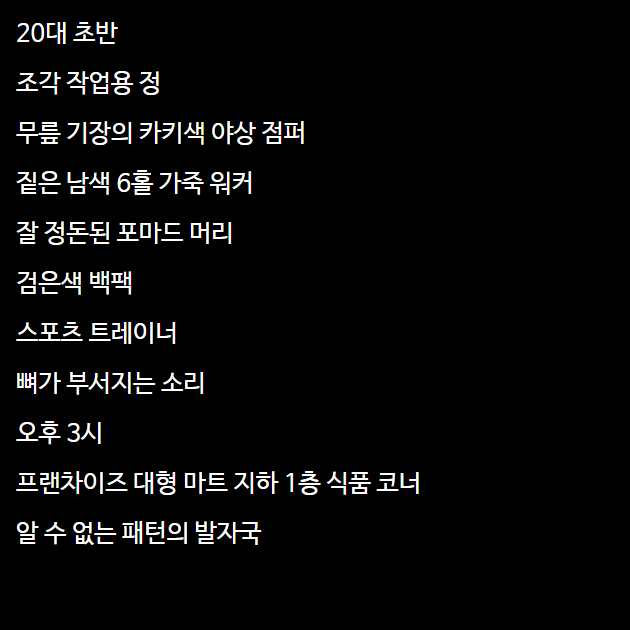 20대 초반
조각 작업용 정
무릎 기장의 카키색 야상 점퍼
짙은 남색 6홀 가죽 워커
잘 정돈된 포마드 머리
검은색 백팩
스포츠 트레이너
뼈가 부서지는 소리
오후 3시
프랜차이즈 대형 마트 지하 1층 식품 코너
알 수 없는 패턴의 발자국